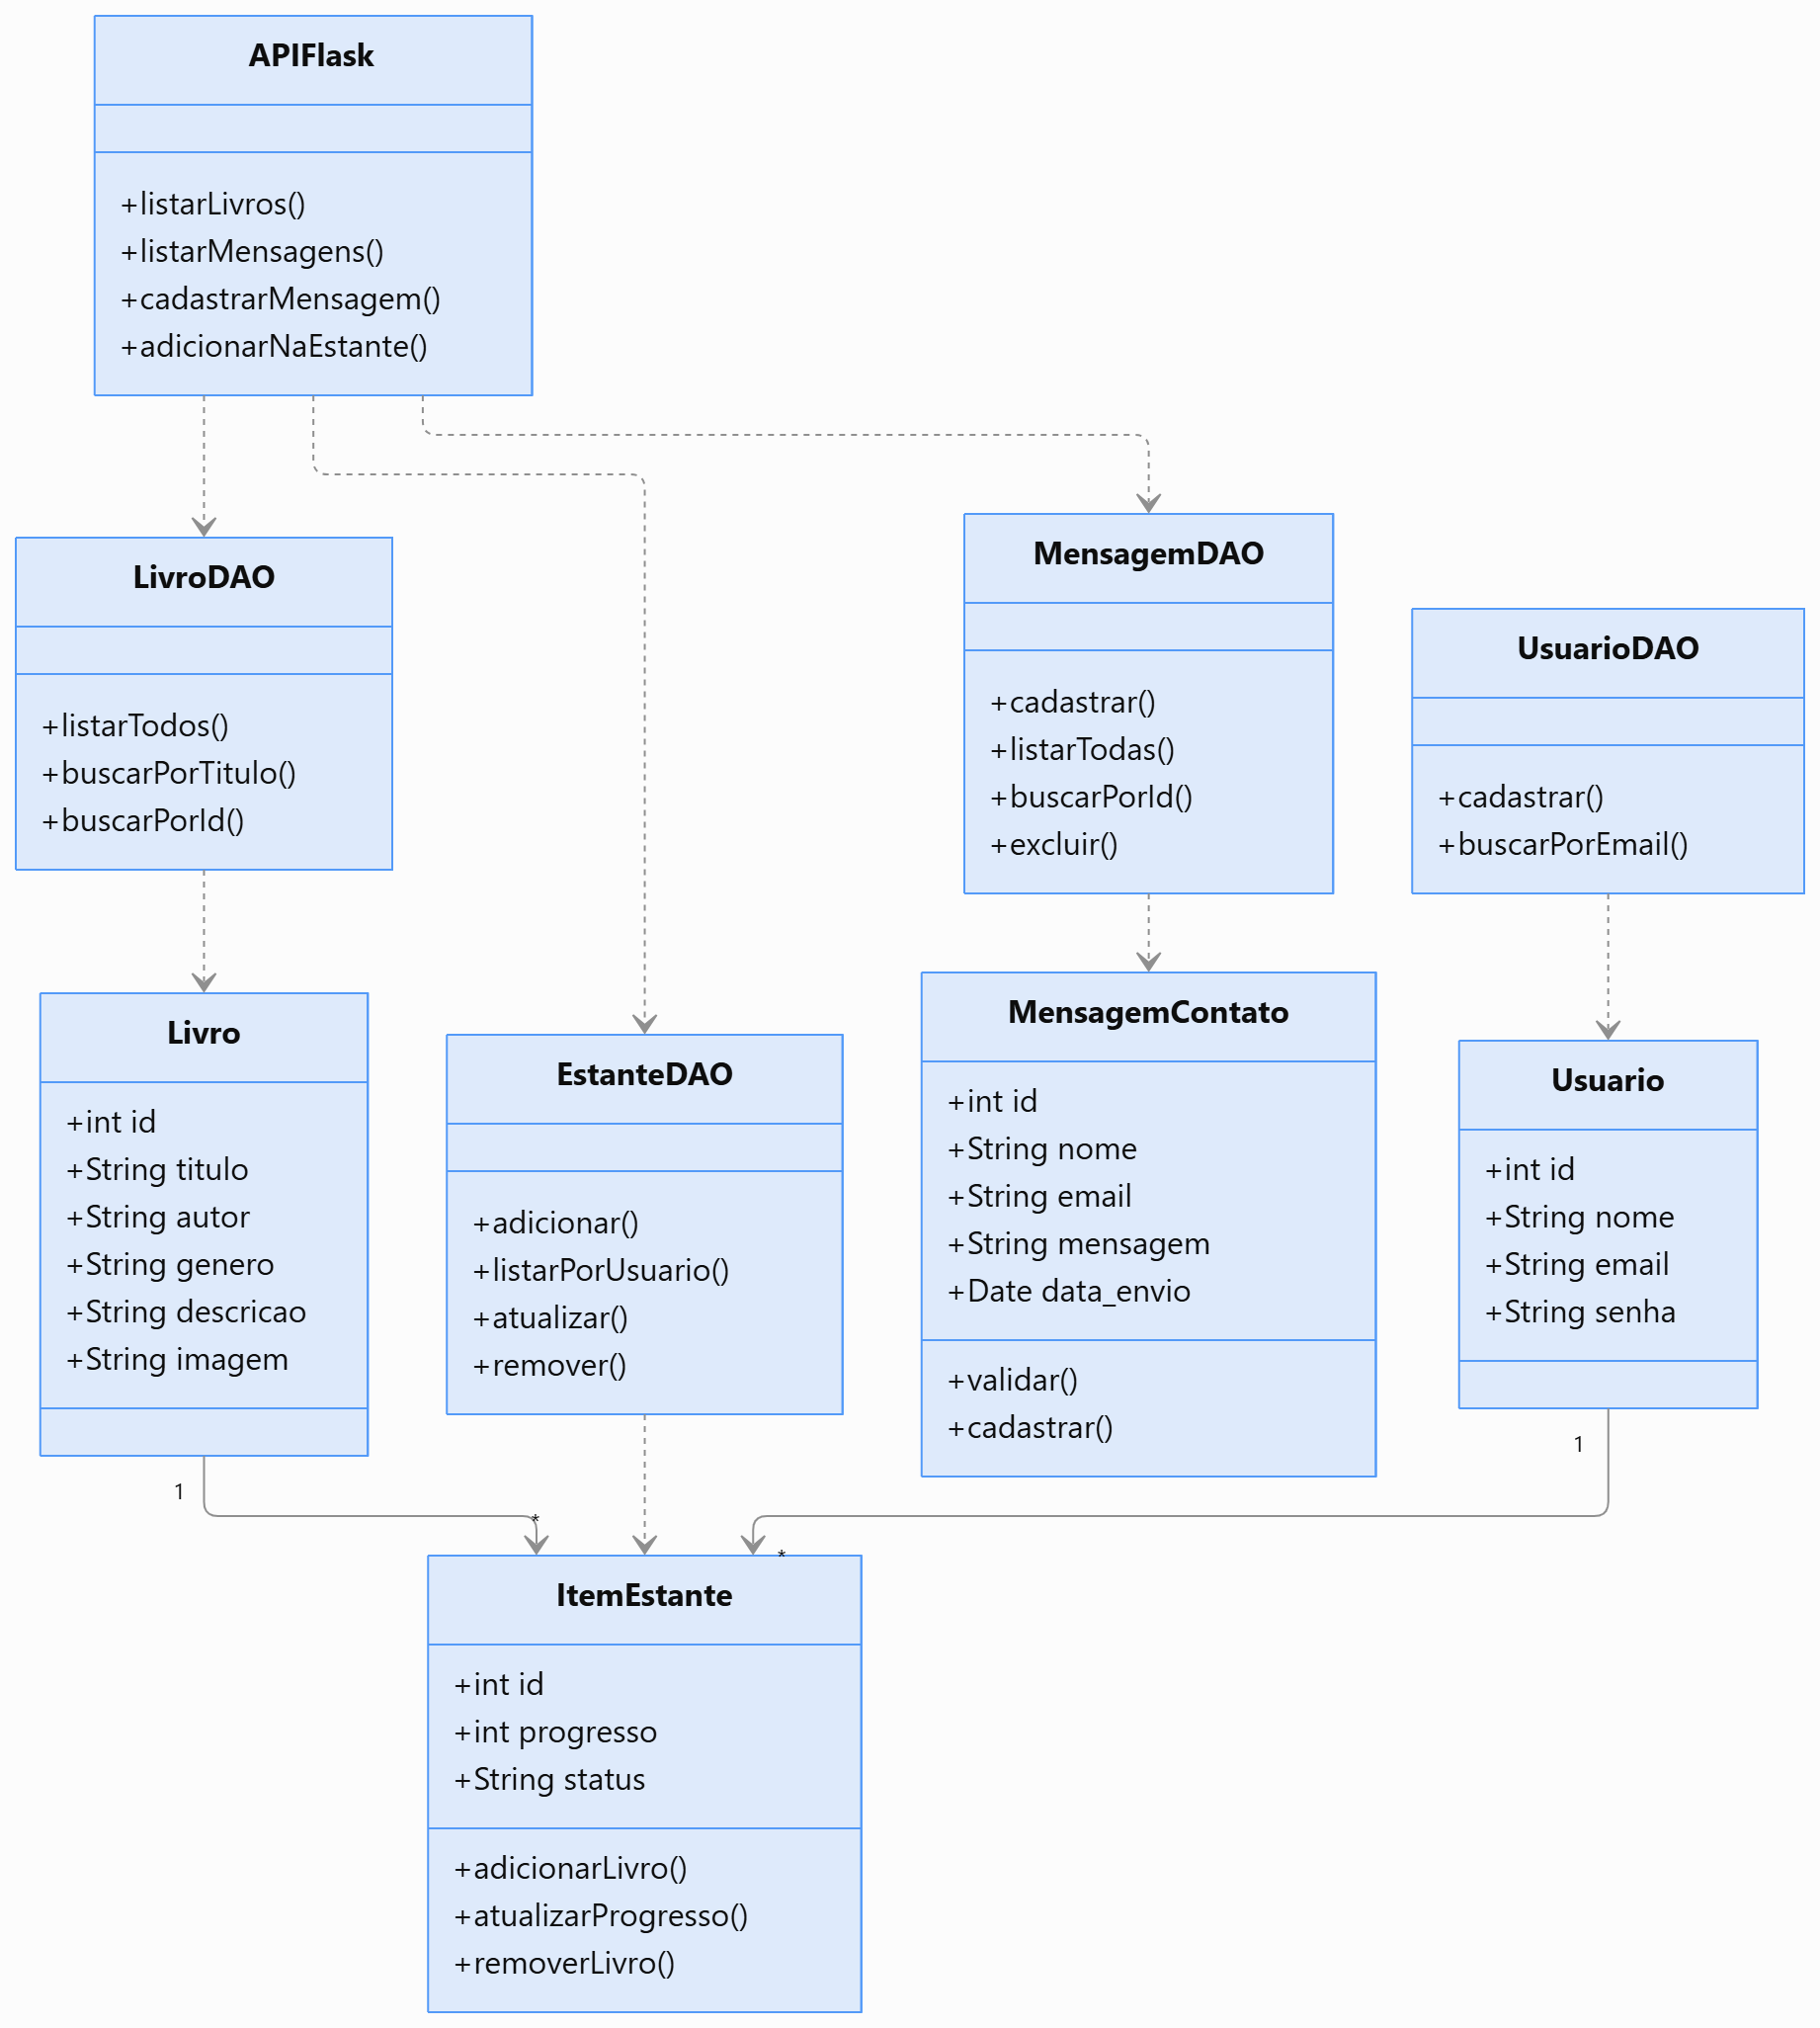 APIFlask
+listarLivros()
+listarMensagens()
+cadastrarMensagem()
+adicionarNaEstante()
LivroDAO
+listarTodos()
+buscarPorTitulo()
+buscarPorId()
MensagemDAO
+cadastrar()
+listarTodas()
+buscarPorId()
+excluir()
UsuarioDAO
+cadastrar()
+buscarPorEmail()
Livro
+int id
+String titulo
+String autor
+String genero
+String descricao
+String imagem
EstanteDAO
+adicionar()
+listarPorUsuario()
+atualizar()
+remover()
MensagemContato
+int id
+String nome
+String email
+String mensagem
+Date data_envio
+validar()
+cadastrar()
Usuario
+int id
+String nome
+String email
+String senha
1
*
1
*
ItemEstante
+int id
+int progresso
+String status
+adicionarLivro()
+atualizarProgresso()
+removerLivro()